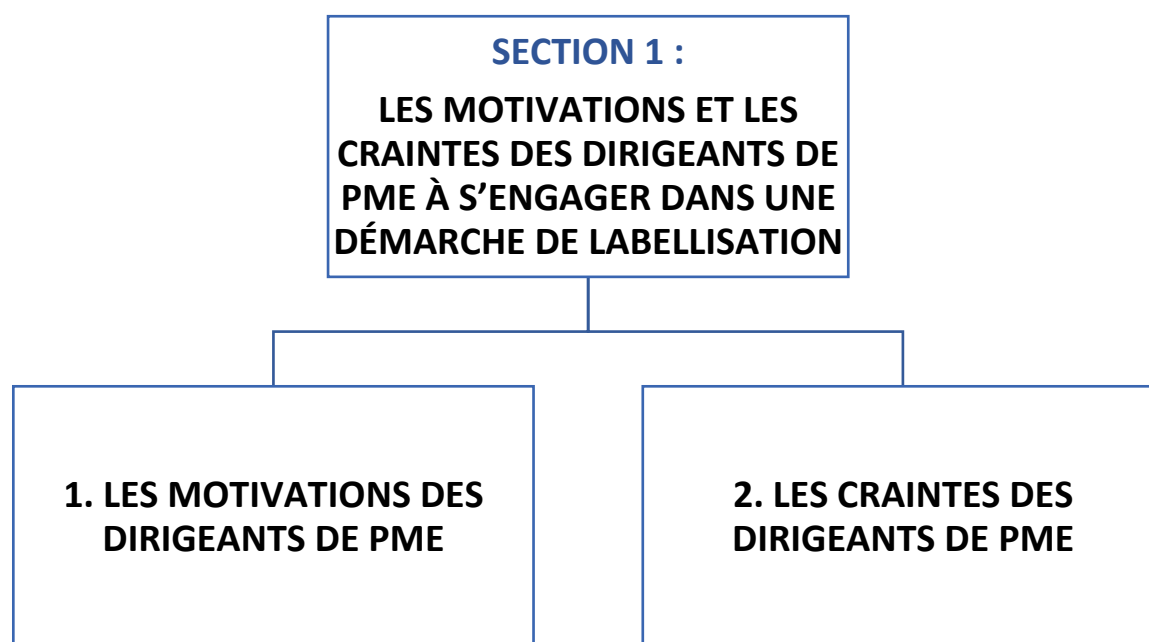 SECTION 1 :
LES MOTIVATIONS ET LES
CRAINTES DES DIRIGEANTS DE
PME À S’ENGAGER DANS UNE
DÉMARCHE DE LABELLISATION
1. LES MOTIVATIONS DES
DIRIGEANTS DE PME
2. LES CRAINTES DES
DIRIGEANTS DE PME